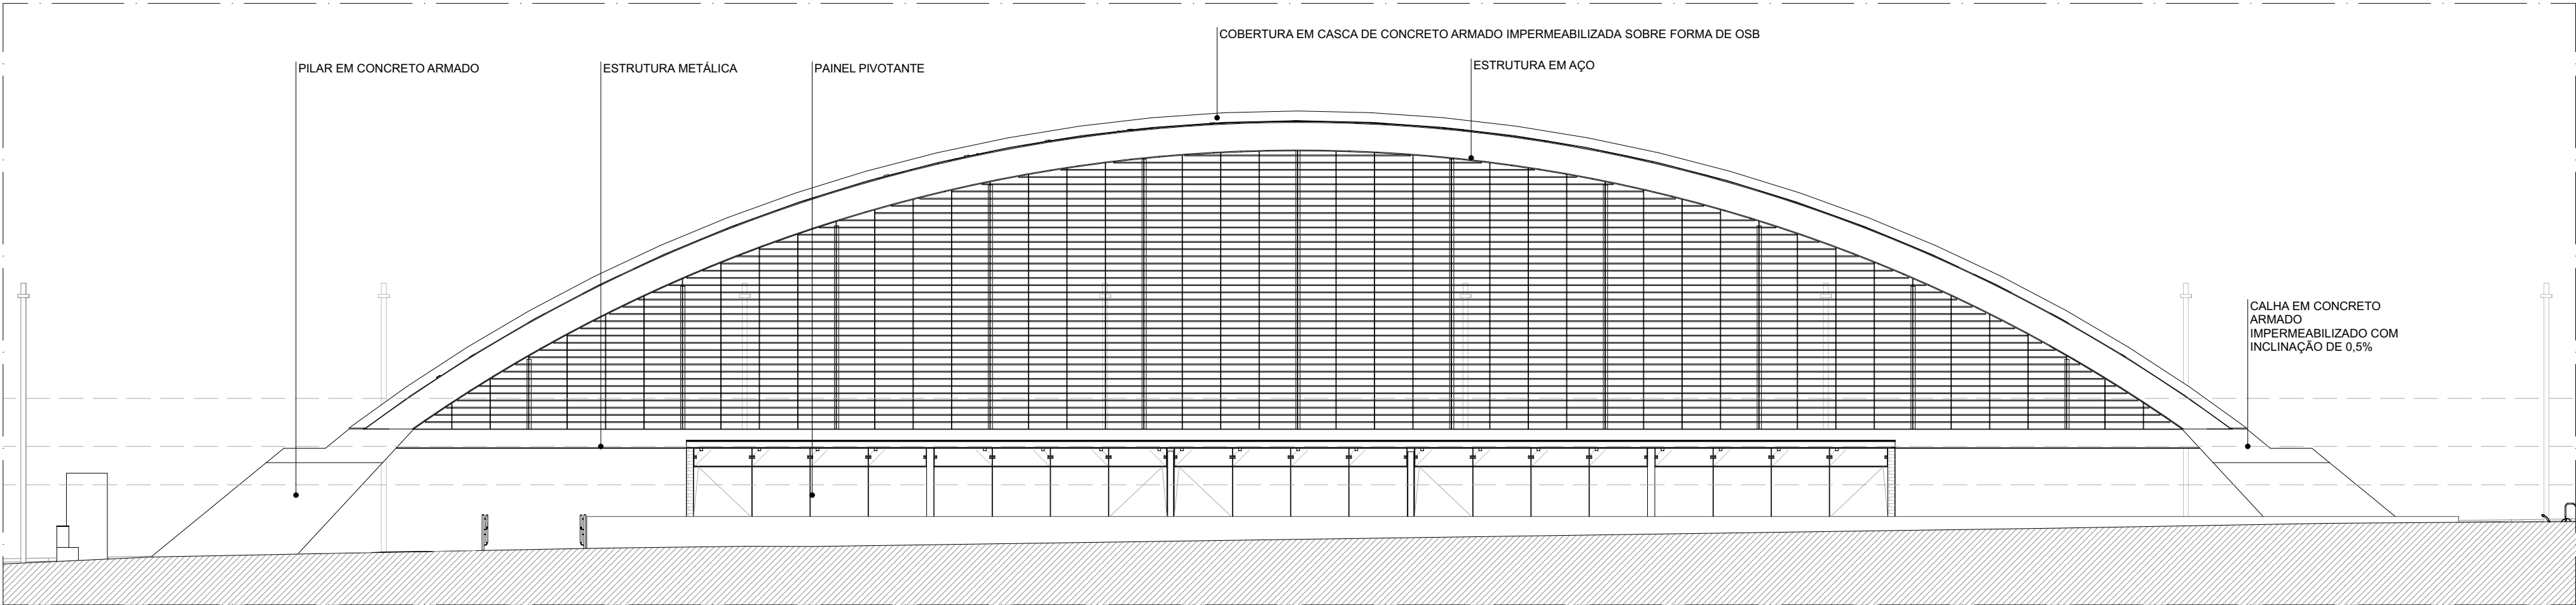 COBERTURA EM CASCA DE CONCRETO ARMADO IMPERMEABILIZADA SOBRE FORMA DE OSB
PILAR EM CONCRETO ARMADO
ESTRUTURA METÁLICA
PAINEL PIVOTANTE
ESTRUTURA EM AÇO
CALHA EM CONCRETO
ARMADO
IMPERMEABILIZADO COM
INCLINAÇÃO DE 0,5%